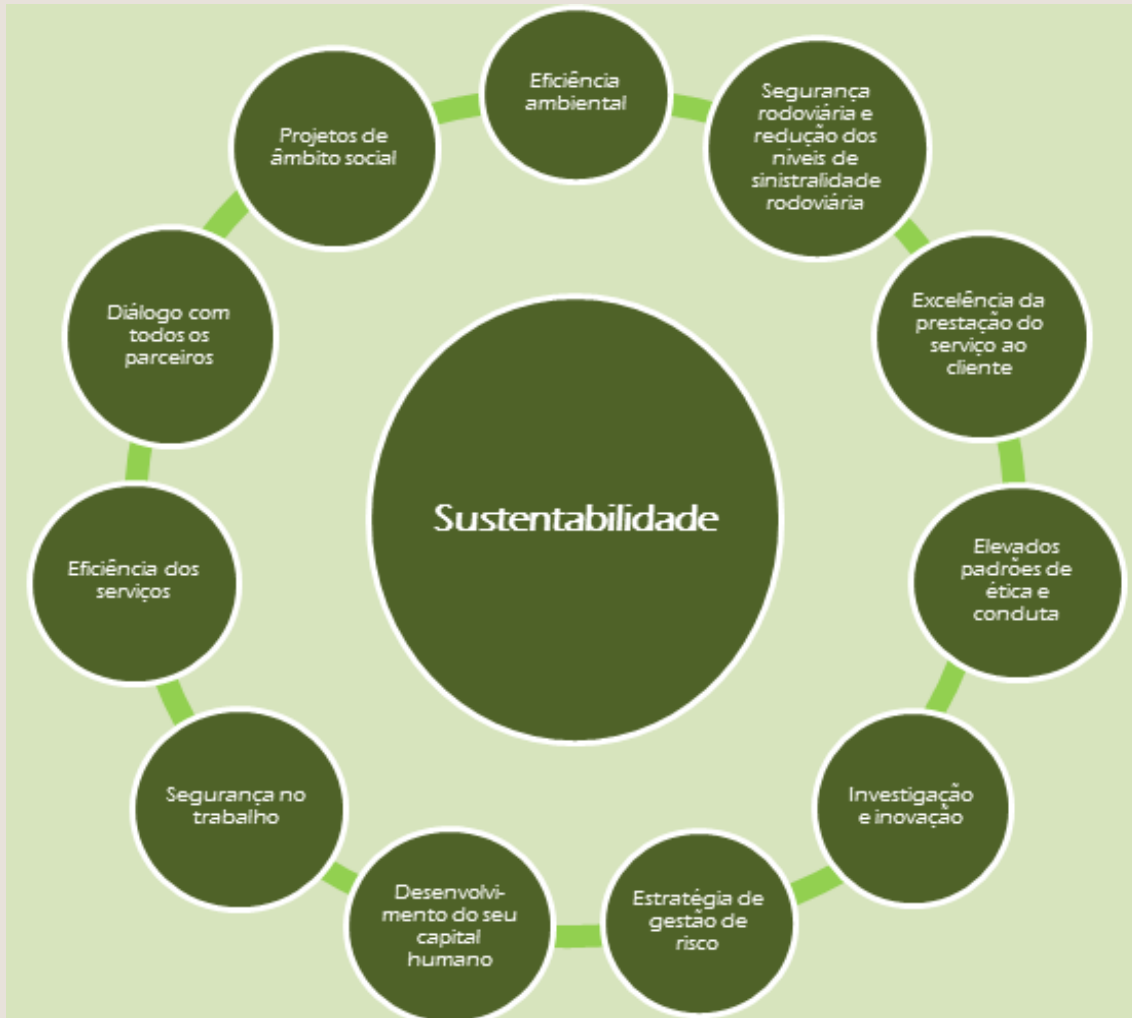 Eficiência
ambiental
Segurança
rodoviária e
redução dos
níveis de
sinistralidade
rodoviária
Excelência da
prestação do
serviço ao
cliente
Elevados
padrões de
ética e
conduta
Investigação
e inovação
Estratégia de
gestão de
risco
Desenvolvi-
mento do seu
capital
humano
Segurança no
trabalho
Eficiência dos
serviços
Diálogo com
todos os
parceiros
Projetos de
âmbito social
Sustentabilidade